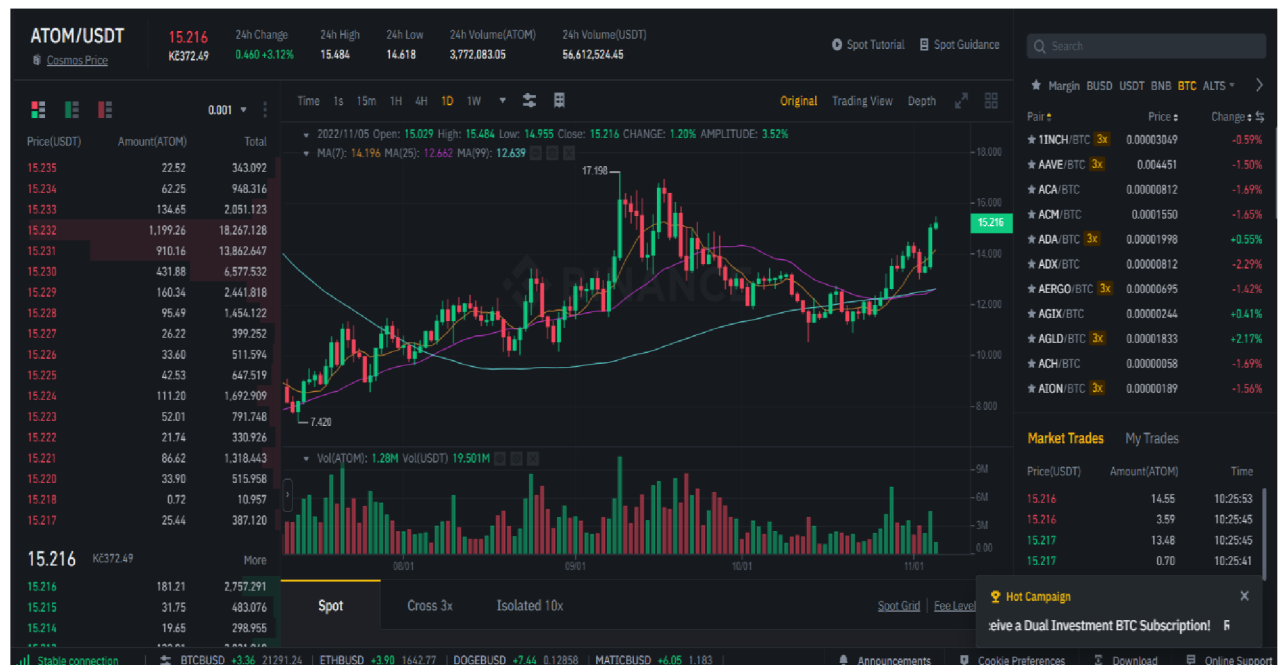 ATOM/USDT
Cosmos Price
15.216
Kč372.49
24h Change
0.460 +3.12%
24h High
15.484
24h Low
14.618
24h Volume(ATOM)
3,772,083.05
24h Volume(USDT)
56,612,524.45
Spot Tutorial Spot Guidance
0.001
Price(USDT) Amount(ATOM) Total
15.235 22.52 343.092
15.234 62.25 948.316
15.233 134.65 2,051.123
15.232 1,199.26 18,267.128
15.231 910.16 13,862.647
15.230 431.88 6,577.532
15.229 160.34 2,441.818
15.228 95.49 1,454.122
15.227 26.22 399.252
15.226 33.60 511.594
15.225 42.53 647.519
15.224 111.20 1,692.909
15.223 52.01 791.748
15.222 21.74 330.926
15.221 86.62 1,318.443
15.220 33.90 515.958
15.218 0.72 10.957
15.217 25.44 387.120
15.216 Kč372.49 More
15.216 181.21 2,757.291
15.215 31.75 483.076
15.214 19.65 298.955
Time 1s 15m 1H 4H 1D 1W
Original Trading View Depth
2022/11/05 Open: 15.029 High: 15.484 Low: 14.955 Close: 15.216 CHANGE: 1.20% AMPLITUDE: 3.52%
MA(7): 14.196 MA(25): 12.662 MA(99): 12.639
17.198
18.000
16.000
15.216
14.000
BINANCE
12.000
10.000
8.000
7.420
Vol(ATOM): 1.28M Vol(USDT) 19.501M
9M
6M
3M
0.00
08/01 09/01 10/01 11/01
Spot Cross 3x Isolated 10x
Spot Grid Fee Level
Search
Margin BUSD USDT BNB BTC ALTS
Pair Price Change
1INCH/BTC 3x 0.00003049 -0.59%
AAVE/BTC 3x 0.004451 -1.50%
ACA/BTC 0.00000812 -1.69%
ACM/BTC 0.0001550 -1.65%
ADA/BTC 3x 0.00001998 +0.55%
ADX/BTC 0.00000812 -2.29%
AERGO/BTC 3x 0.00000695 -1.42%
AGIX/BTC 0.00000244 +0.41%
AGLD/BTC 3x 0.00001833 +2.17%
ACH/BTC 0.00000058 -1.69%
AION/BTC 3x 0.00000189 -1.56%
Market Trades My Trades
Price(USDT) Amount(ATOM) Time
15.216 14.55 10:25:53
15.216 3.59 10:25:45
15.217 13.48 10:25:45
15.217 0.70 10:25:41
Hot Campaign
eive a Dual Investment BTC Subscription!
Stable connection BTCBUSD +3.36 21291.24 ETHBUSD +3.90 1642.77 DOGEBUSD +7.44 0.12858 MATICBUSD +6.05 1.183 Announcements Cookie Preferences Download Online Support